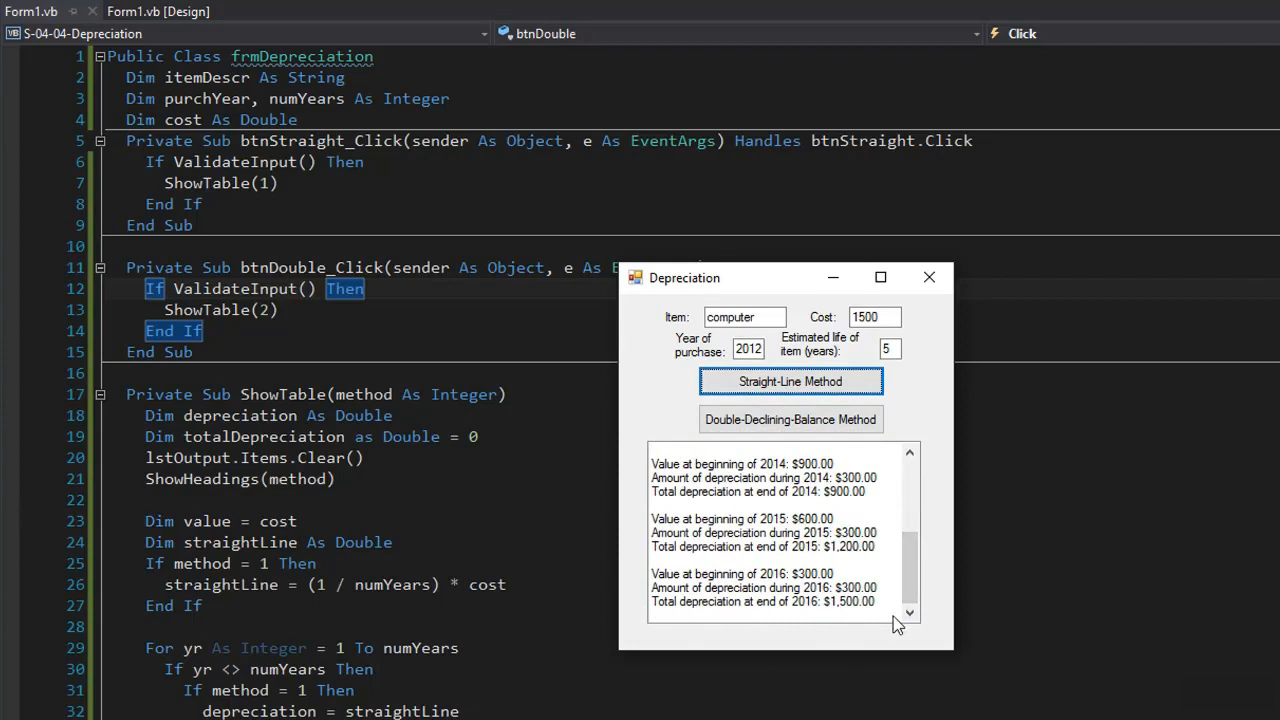 Form1.vb
Form1.vb [Design]
VB S-04-04-Depreciation
btnDouble
Click
1 Public Class frmDepreciation
2 Dim itemDescr As String
3 Dim purchYear, numYears As Integer
4 Dim cost As Double
5 Private Sub btnStraight_Click(sender As Object, e As EventArgs) Handles btnStraight.Click
6 If ValidateInput() Then
7 ShowTable(1)
8 End If
9 End Sub
10
11 Private Sub btnDouble_Click(sender As Object, e As E
12 If ValidateInput() Then
13 ShowTable(2)
14 End If
15 End Sub
16
17 Private Sub ShowTable(method As Integer)
18 Dim depreciation As Double
19 Dim totalDepreciation as Double = 0
20 lstOutput.Items.Clear()
21 ShowHeadings(method)
22
23 Dim value = cost
24 Dim straightLine As Double
25 If method = 1 Then
26 straightLine = (1 / numYears) * cost
27 End If
28
29 For yr As Integer = 1 To numYears
30 If yr <> numYears Then
31 If method = 1 Then
32 depreciation = straightLine
Depreciation
Item: computer Cost: 1500
Year of purchase: 2012 Estimated life of item (years): 5
Straight-Line Method
Double-Declining-Balance Method
Value at beginning of 2014: $900.00
Amount of depreciation during 2014: $300.00
Total depreciation at end of 2014: $900.00
Value at beginning of 2015: $600.00
Amount of depreciation during 2015: $300.00
Total depreciation at end of 2015: $1,200.00
Value at beginning of 2016: $300.00
Amount of depreciation during 2016: $300.00
Total depreciation at end of 2016: $1,500.00